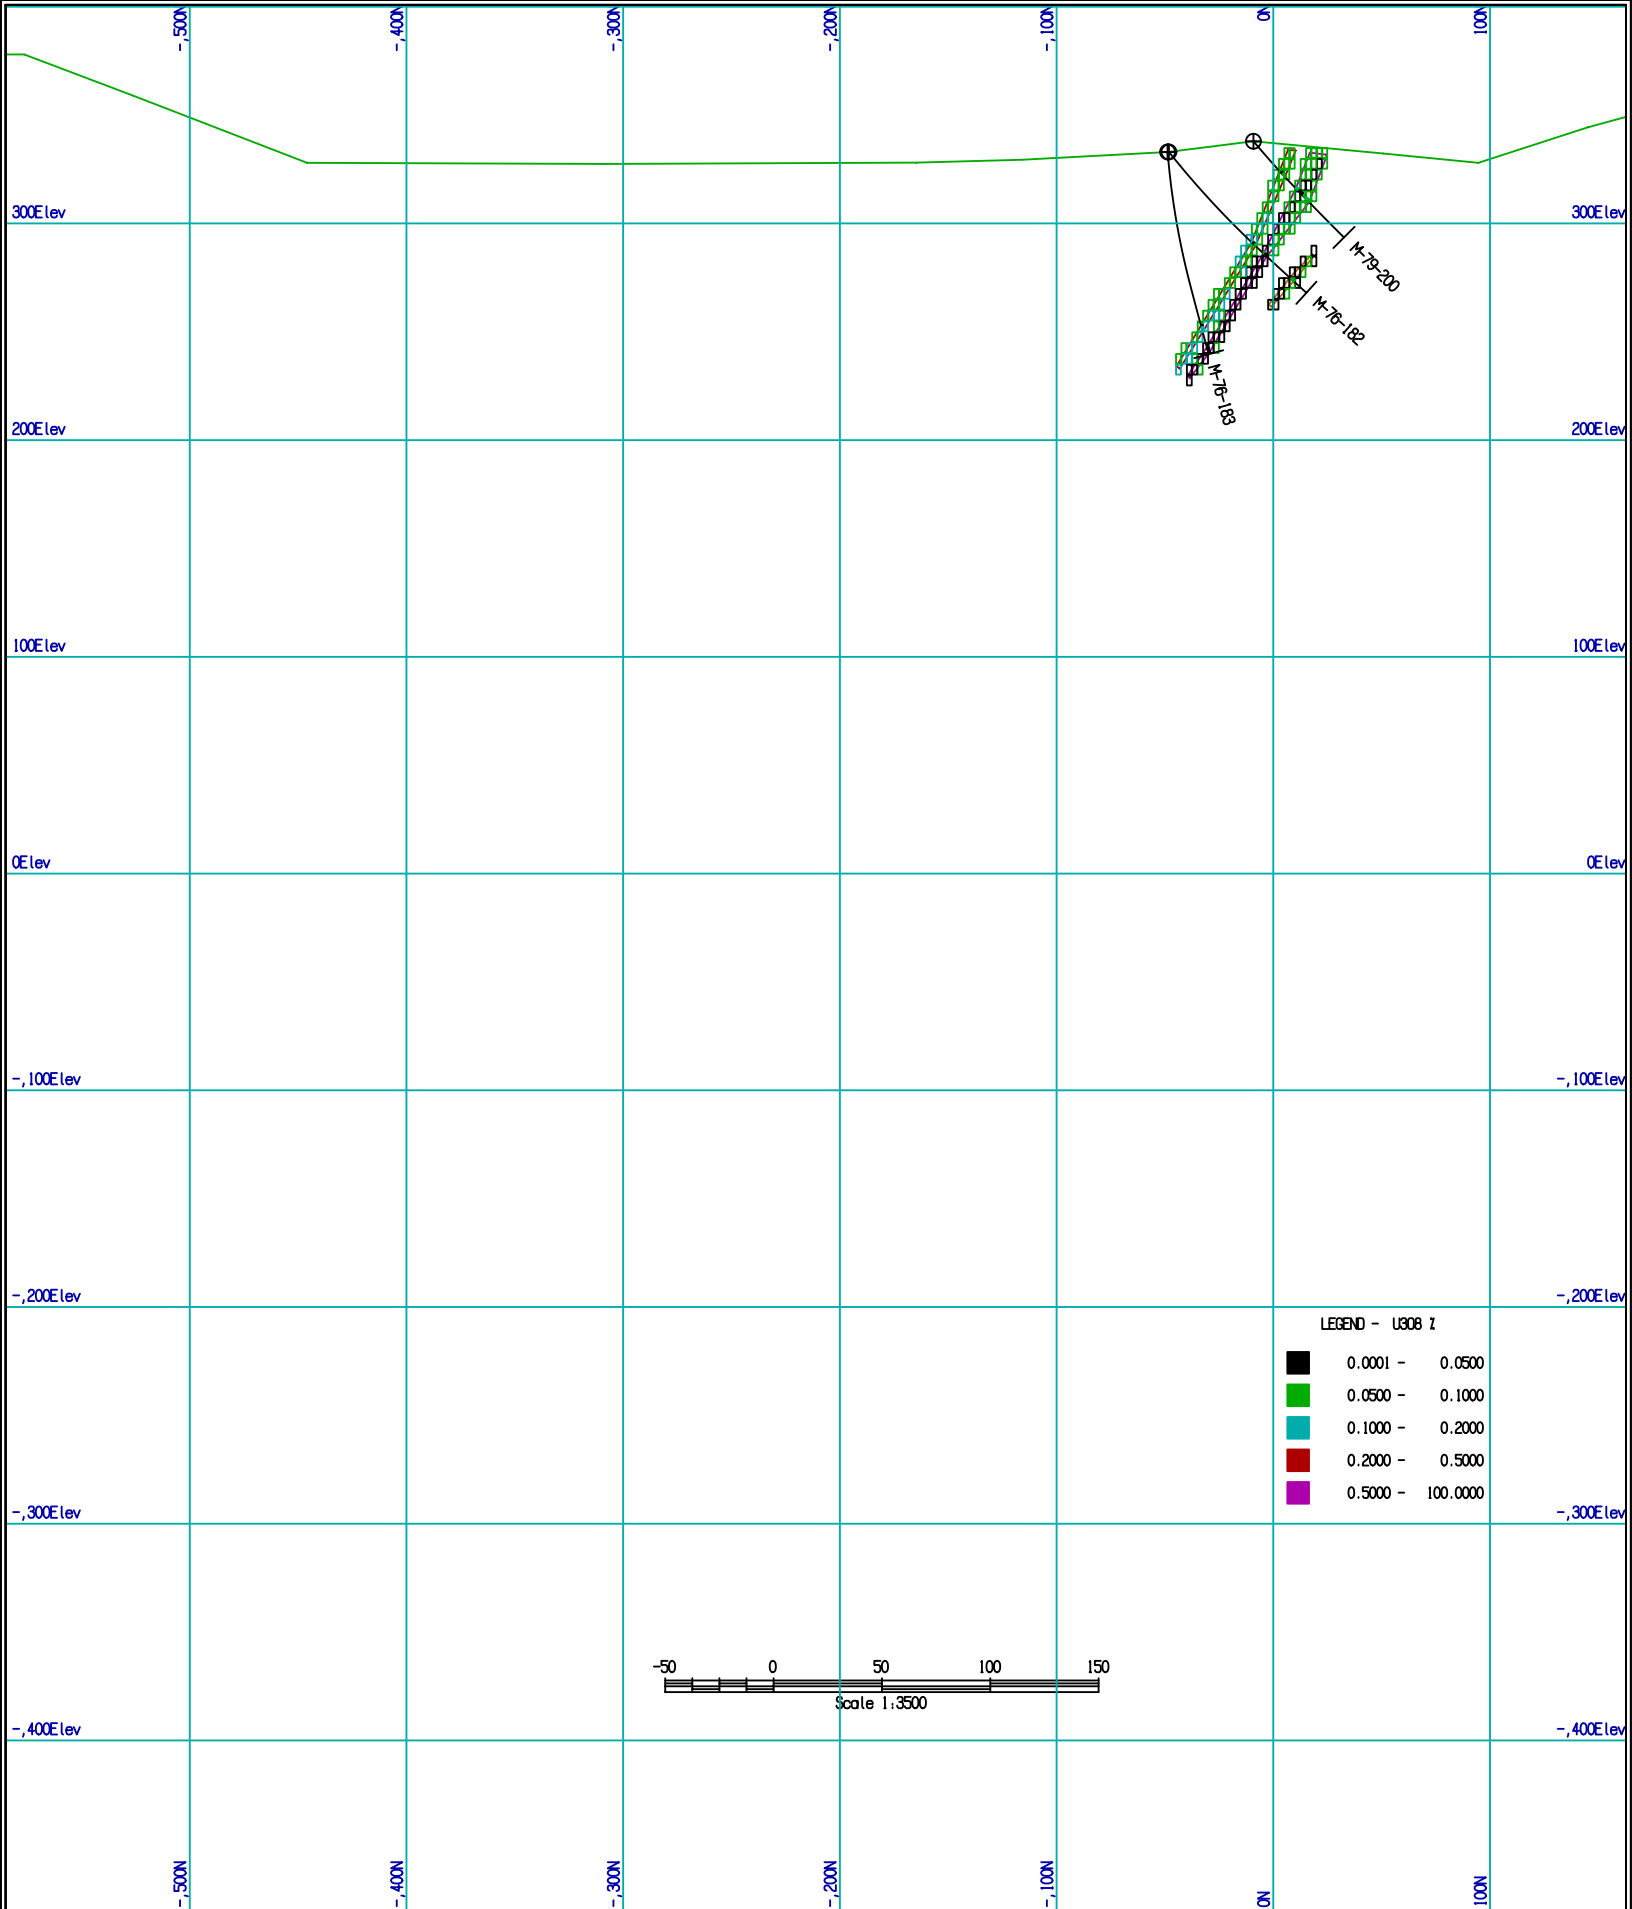 -,500N
-,400N
-,300N
-,200N
-,100N
0N
100N
300Elev
300Elev
M-79-200
M-76-182
M-76-183
200Elev
200Elev
100Elev
100Elev
0Elev
0Elev
-,100Elev
-,100Elev
-,200Elev
-,200Elev
LEGEND - U308 %
0.0001 - 0.0500
0.0500 - 0.1000
0.1000 - 0.2000
0.2000 - 0.5000
0.5000 - 100.0000
-,300Elev
-,300Elev
-50 0 50 100 150
Scale 1:3500
-,400Elev
-,400Elev
-,500N
-,400N
-,300N
-,200N
-,100N
0N
100N